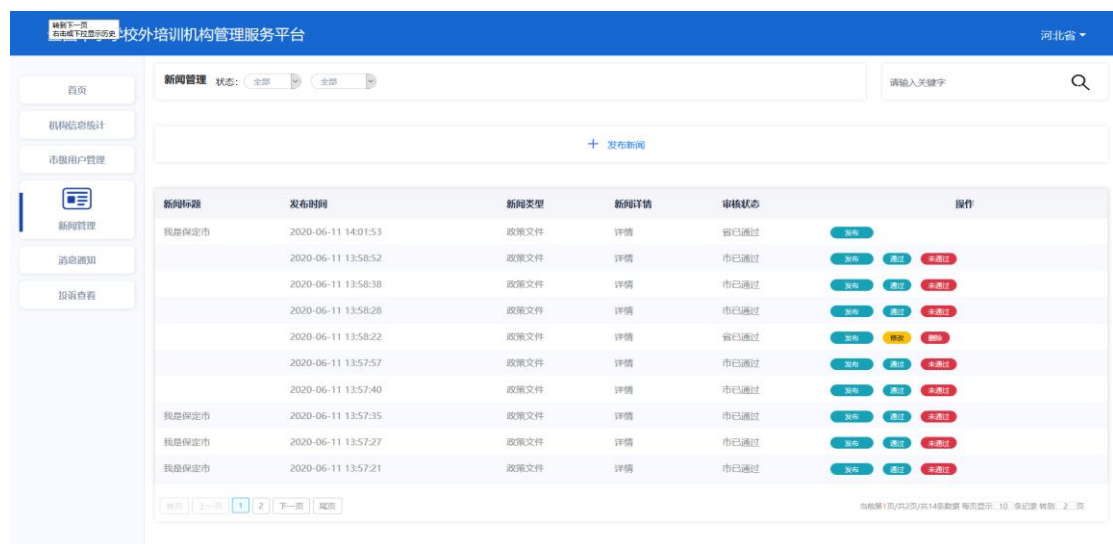 转到下一页
右击或下拉显示历史
校外培训机构管理服务平台
河北省
首页
机构信息统计
市级用户管理
新闻管理
消息通知
投诉查看
新闻管理 状态: 全部 全部
请输入关键字
+ 发布新闻
新闻标题 发布时间 新闻类型 新闻详情 审核状态 操作
我是保定市 2020-06-11 14:01:53 政策文件 详情 省已通过 发布
2020-06-11 13:58:52 政策文件 详情 市已通过 发布 通过 未通过
2020-06-11 13:58:38 政策文件 详情 市已通过 发布 通过 未通过
2020-06-11 13:58:28 政策文件 详情 市已通过 发布 通过 未通过
2020-06-11 13:58:22 政策文件 详情 省已通过 发布 修改 删除
2020-06-11 13:57:57 政策文件 详情 市已通过 发布 通过 未通过
2020-06-11 13:57:40 政策文件 详情 市已通过 发布 通过 未通过
我是保定市 2020-06-11 13:57:35 政策文件 详情 市已通过 发布 通过 未通过
我是保定市 2020-06-11 13:57:27 政策文件 详情 市已通过 发布 通过 未通过
我是保定市 2020-06-11 13:57:21 政策文件 详情 市已通过 发布 通过 未通过
首页 上一页 1 2 下一页 尾页
当前第1页/共2页/共14条数据 每页显示 10 条记录 转到 2 页